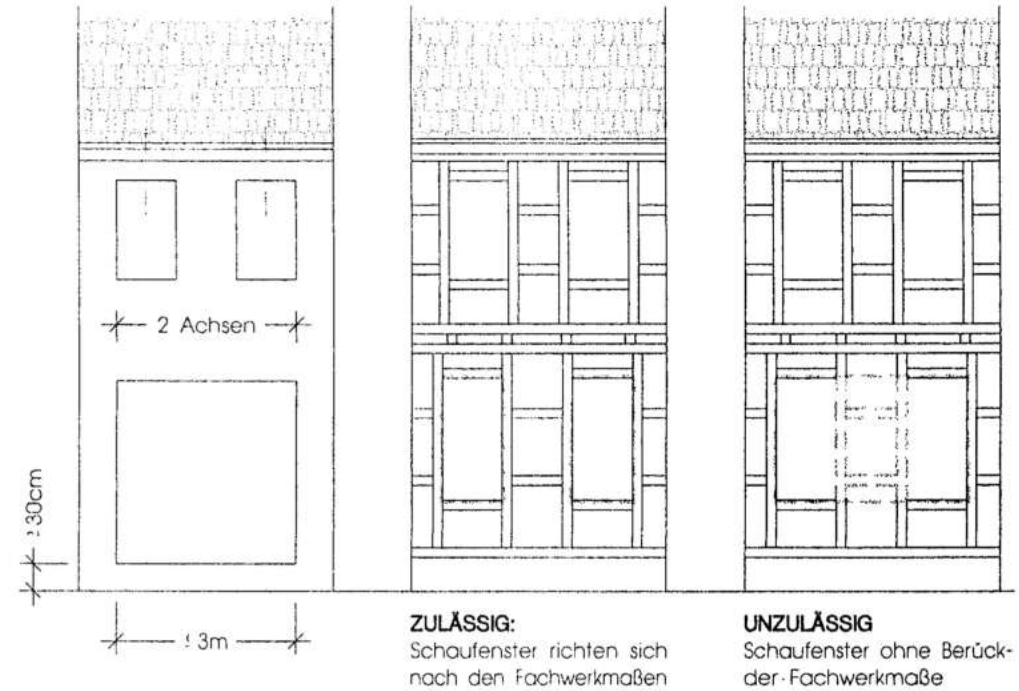 2 Achsen
30cm
3m
ZULÄSSIG:
Schaufenster richten sich
nach den Fachwerkmaßen
UNZULÄSSIG
Schaufenster ohne Berück-
der Fachwerkmaße